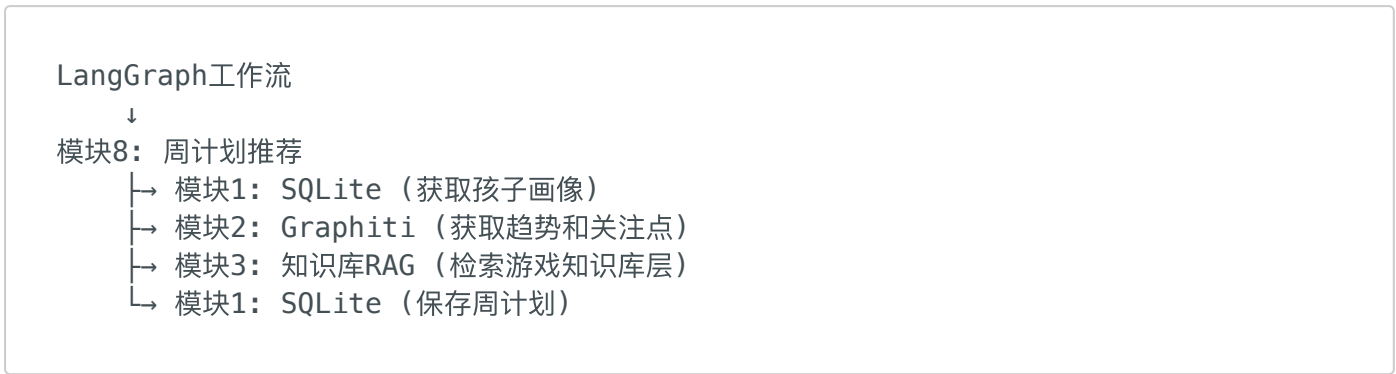 LangGraph工作流
↓
模块8: 周计划推荐
├→ 模块1: SQLite (获取孩子画像)
├→ 模块2: Graphiti (获取趋势和关注点)
├→ 模块3: 知识库RAG (检索游戏知识库层)
└→ 模块1: SQLite (保存周计划)